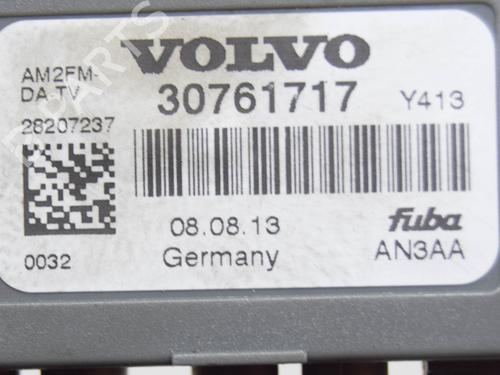 VOLVO
AM2FM-
DA-TV
30761717
Y413
28207237
08.08.13
fuba
0032
Germany
AN3AA